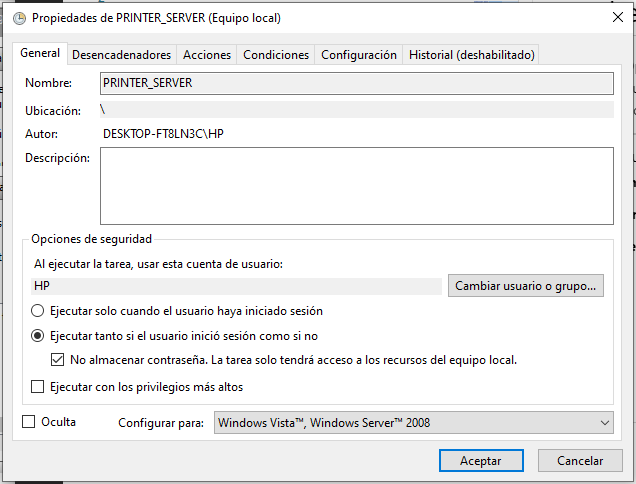 Propiedades de PRINTER_SERVER (Equipo local)
General Desencadenadores Acciones Condiciones Configuración Historial (deshabilitado)
Nombre: PRINTER_SERVER
Ubicación: \
Autor: DESKTOP-FT8LN3C\HP
Descripción:
Opciones de seguridad
Al ejecutar la tarea, usar esta cuenta de usuario:
HP Cambiar usuario o grupo...
Ejecutar solo cuando el usuario haya iniciado sesión
Ejecutar tanto si el usuario inició sesión como si no
No almacenar contraseña. La tarea solo tendrá acceso a los recursos del equipo local.
Ejecutar con los privilegios más altos
Oculta Configurar para: Windows Vista™, Windows Server™ 2008
Aceptar Cancelar